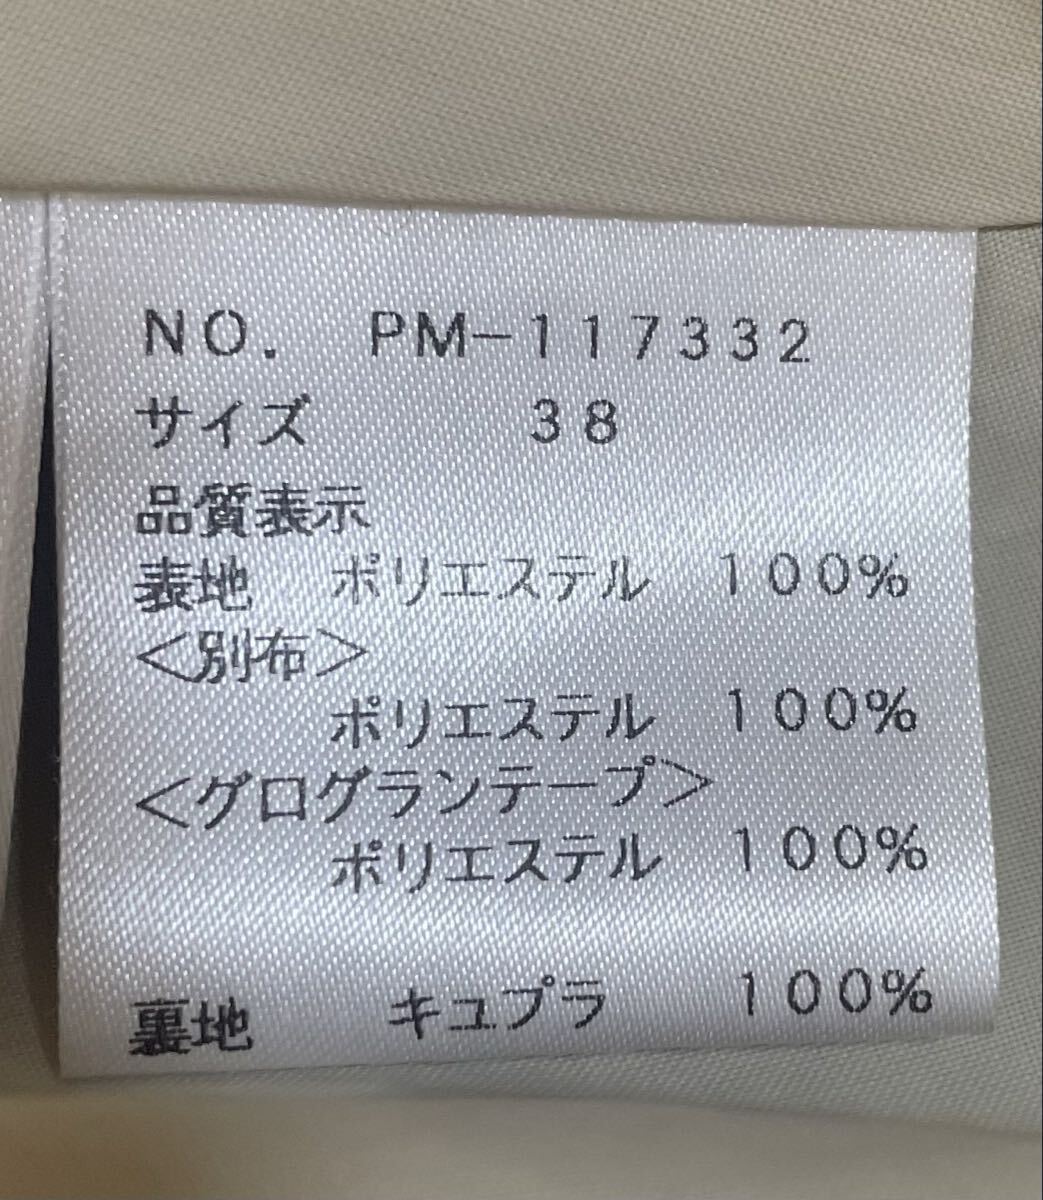 NO. PM-117332
サイズ 38
品質表示
表地 ポリエステル 100%
<別布>
ポリエステル 100%
<グログランテープ>
ポリエステル 100%
裏地 キュプラ 100%